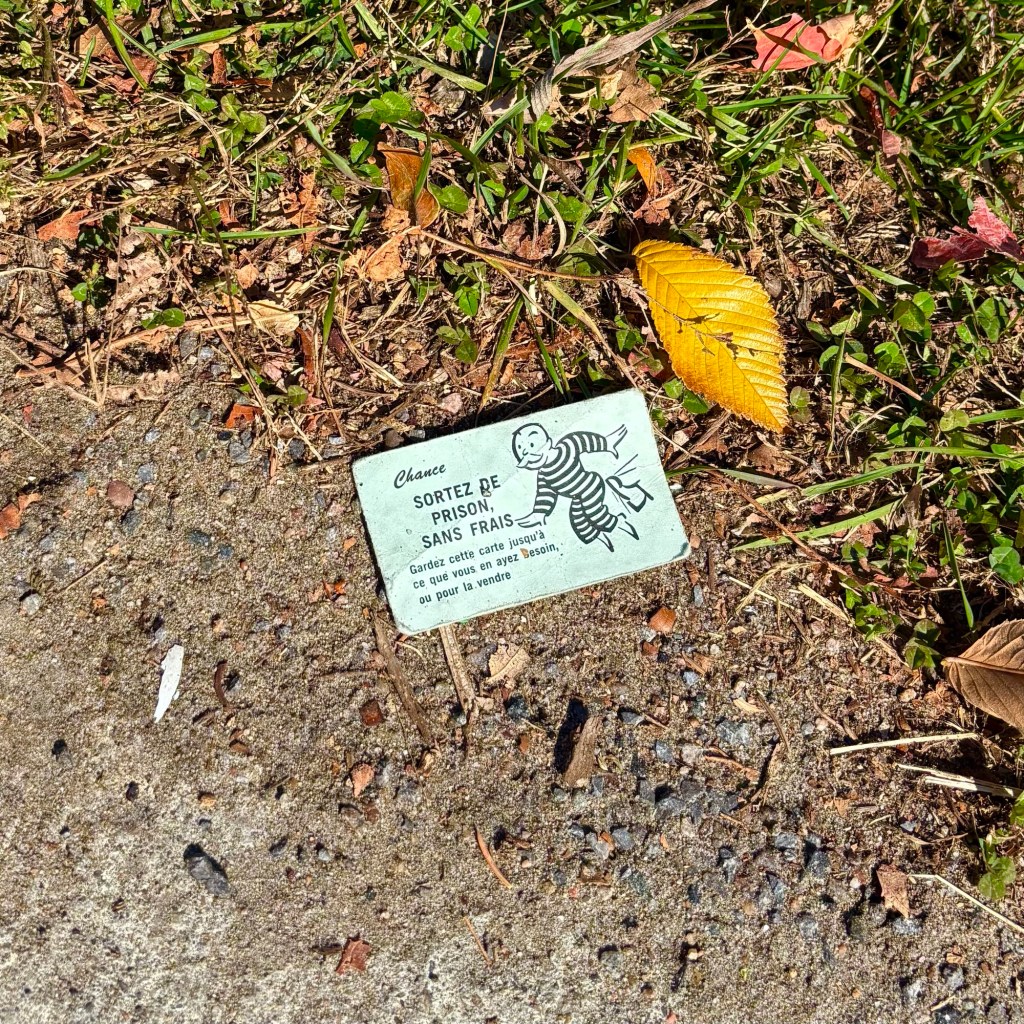 Chance
SORTEZ DE
PRISON,
SANS FRAIS
Gardez cette carte jusqu'à
ce que vous en ayez besoin,
ou pour la vendre